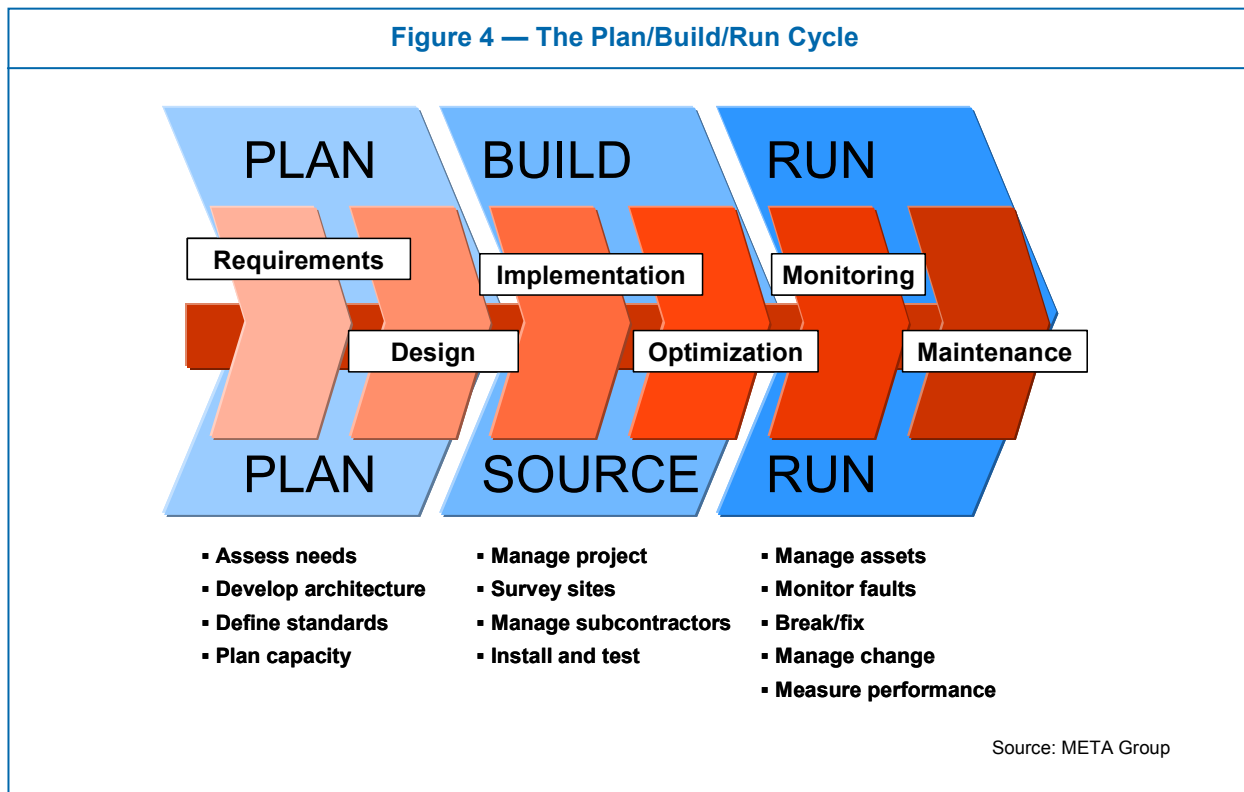 Figure 4 — The Plan/Build/Run Cycle
PLAN
BUILD
RUN
Requirements
Implementation
Monitoring
Design
Optimization
Maintenance
PLAN
SOURCE
RUN
▪ Assess needs
▪ Develop architecture
▪ Define standards
▪ Plan capacity
▪ Manage project
▪ Survey sites
▪ Manage subcontractors
▪ Install and test
▪ Manage assets
▪ Monitor faults
▪ Break/fix
▪ Manage change
▪ Measure performance
Source: META Group